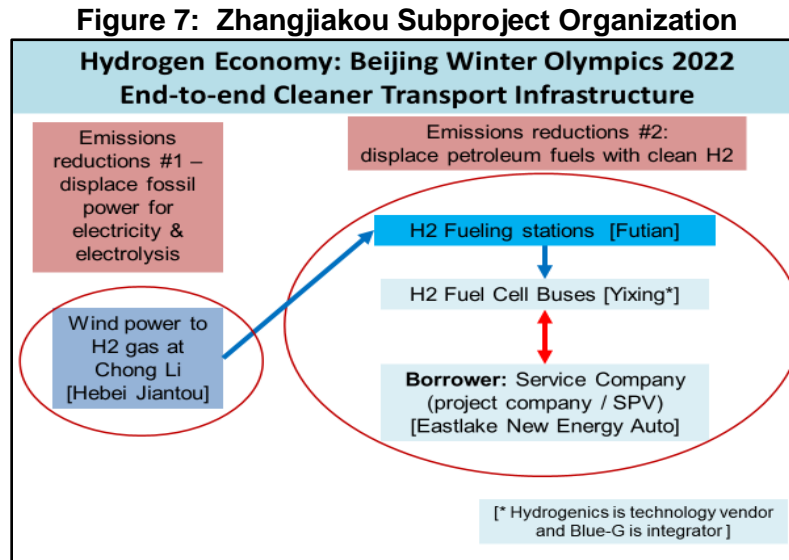 Figure 7: Zhangjiakou Subproject Organization
Hydrogen Economy: Beijing Winter Olympics 2022
End-to-end Cleaner Transport Infrastructure
Emissions
reductions #1 –
displace fossil
power for
electricity &
electrolysis
Emissions reductions #2:
displace petroleum fuels with clean H2
H2 Fueling stations [Futian]
H2 Fuel Cell Buses [Yixing*]
Wind power to
H2 gas at
Chong Li
[Hebei Jiantou]
Borrower: Service Company
(project company / SPV)
[Eastlake New Energy Auto]
[* Hydrogenics is technology vendor
and Blue-G is integrator ]